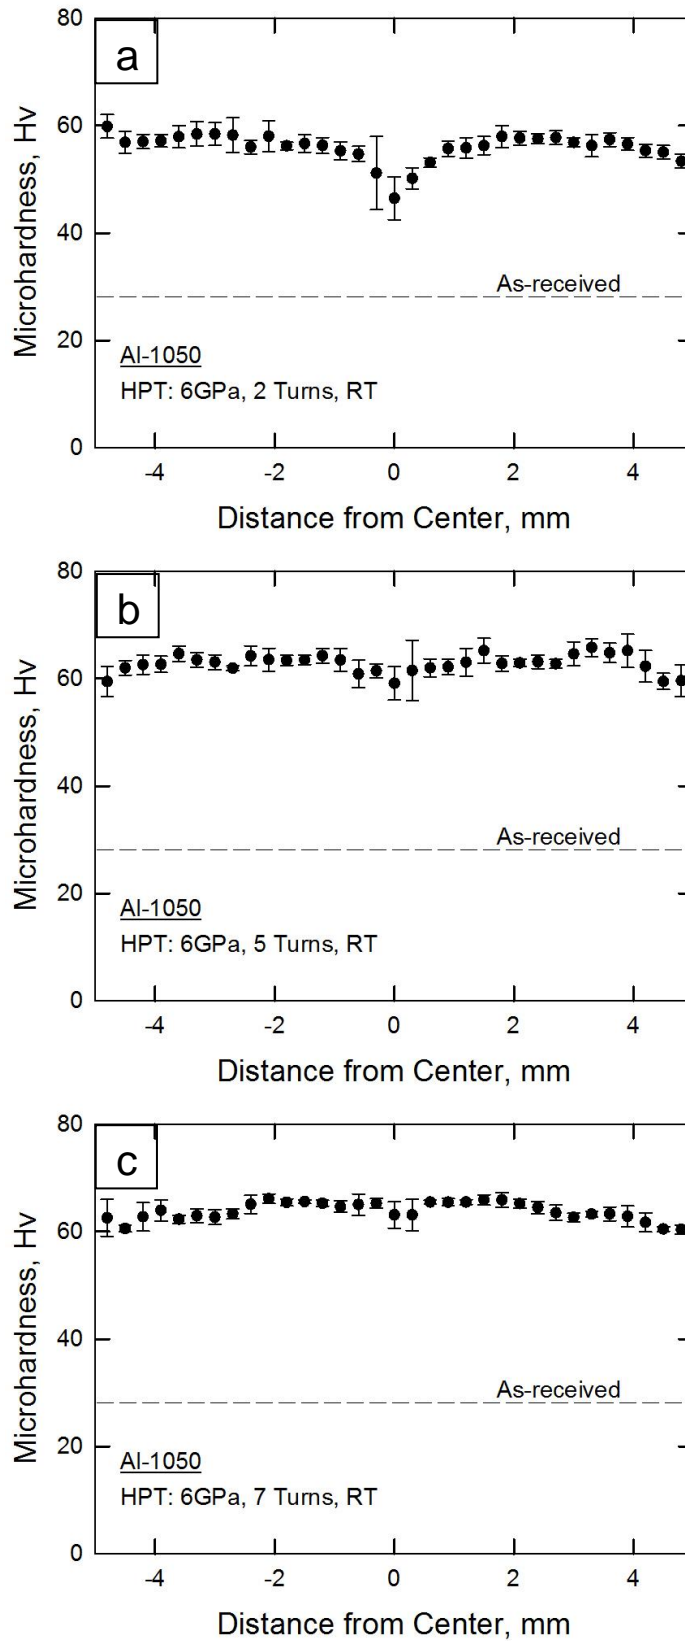 a
Microhardness, Hv
80
60
40
20
0
As-received
Al-1050
HPT: 6GPa, 2 Turns, RT
-4 -2 0 2 4
Distance from Center, mm
b
Microhardness, Hv
80
60
40
20
0
As-received
Al-1050
HPT: 6GPa, 5 Turns, RT
-4 -2 0 2 4
Distance from Center, mm
c
Microhardness, Hv
80
60
40
20
0
As-received
Al-1050
HPT: 6GPa, 7 Turns, RT
-4 -2 0 2 4
Distance from Center, mm